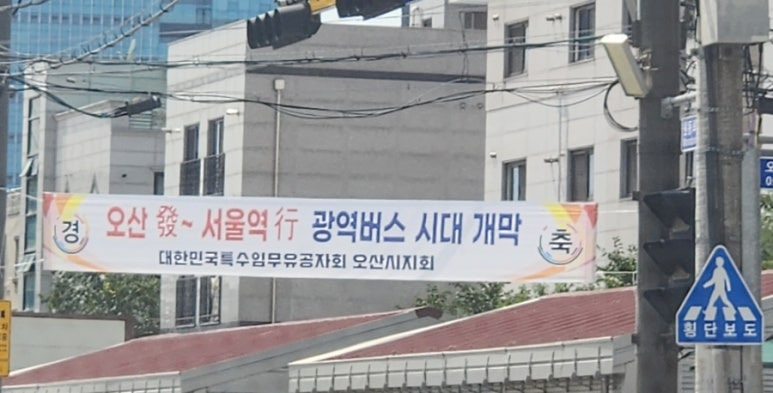 경 오산 發~ 서울역行 광역버스 시대 개막 축
대한민국특수임무유공자회 오산시지회
횡단보도